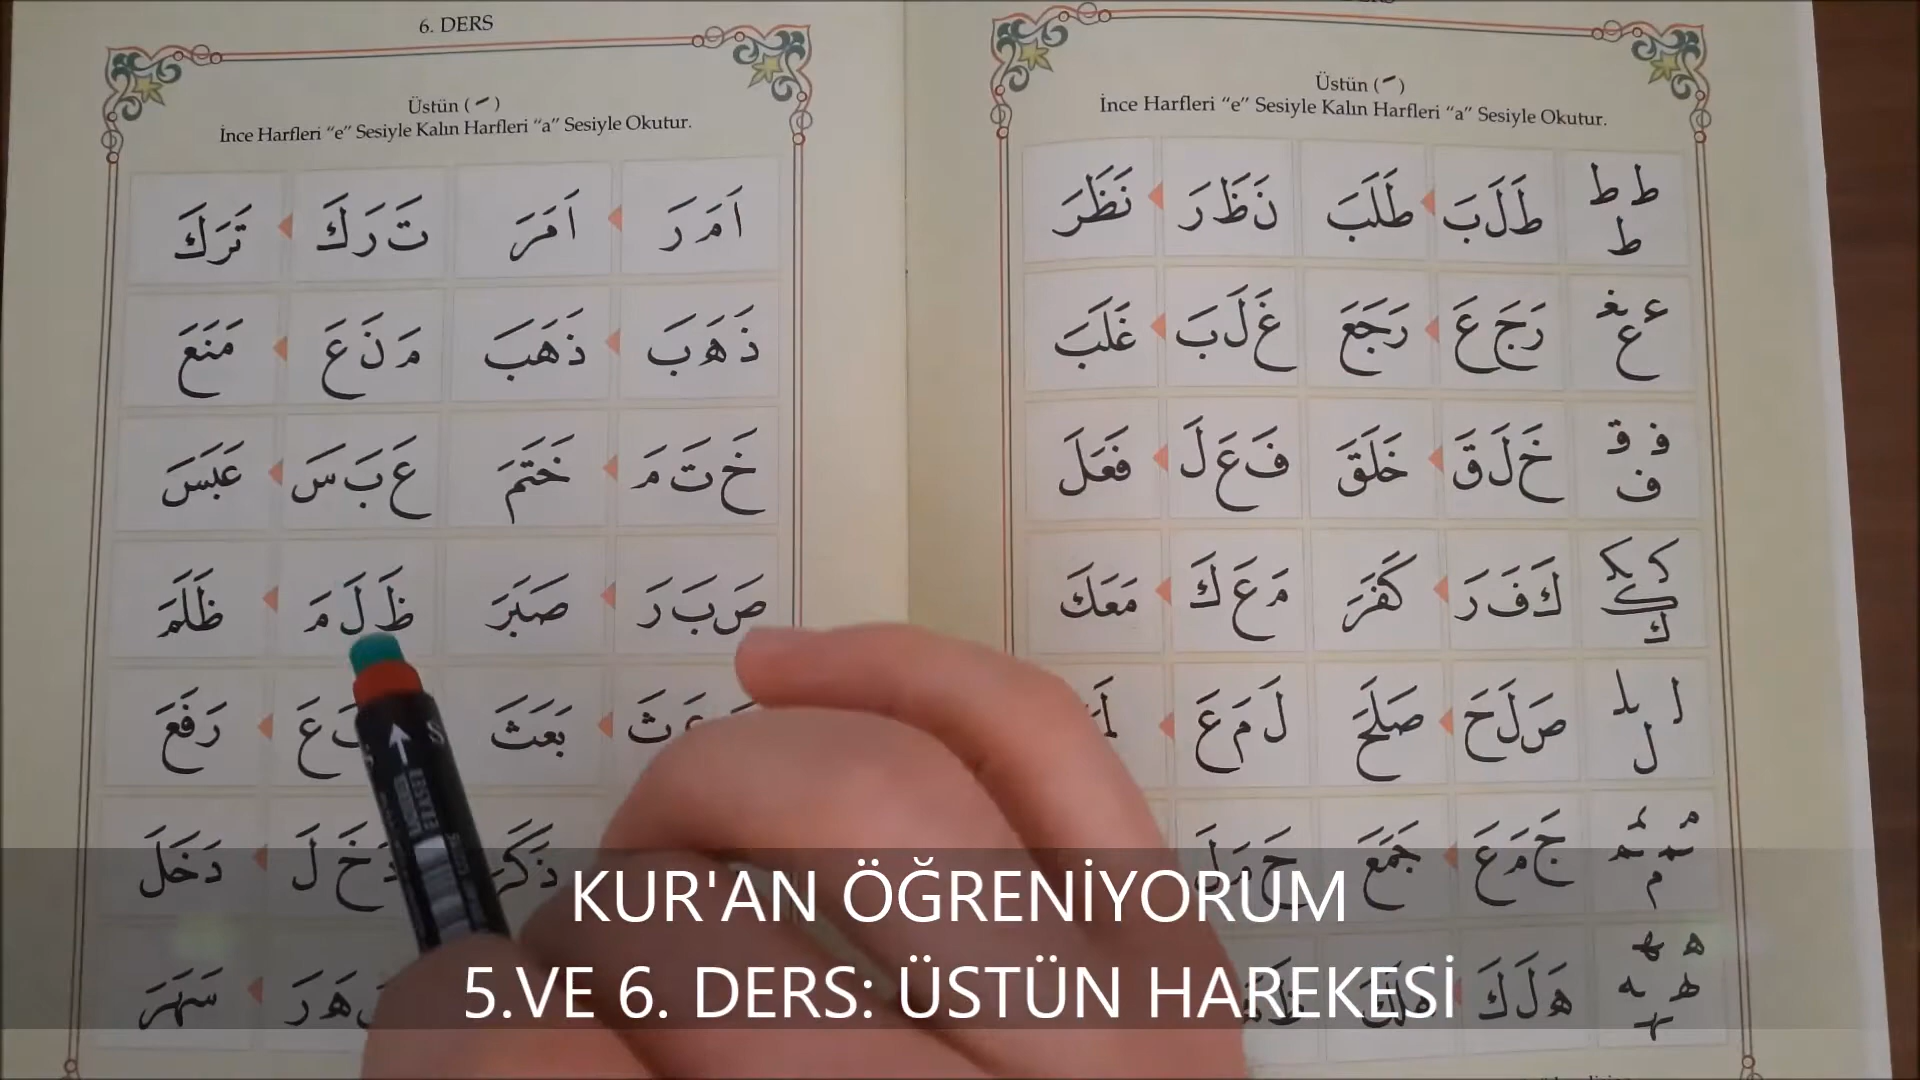 6. DERS
Üstün ( َ )
İnce Harfleri “e” Sesiyle Kalın Harfleri “a” Sesiyle Okutur.
اَ مَ رَ اَمَرَ تَ رَ كَ تَرَكَ
ذَ هَ بَ ذَهَبَ مَ نَ عَ مَنَعَ
خَ تَ مَ خَتَمَ عَ بَ سَ عَبَسَ
صَ بَ رَ صَبَرَ ظَ لَ مَ ظَلَمَ
عَ ثَ بَعَثَ عَ رَفَعَ
ذَكَرَ خَ لَ دَخَلَ
هَ رَ سَهَرَ
Üstün ( َ )
İnce Harfleri “e” Sesiyle Kalın Harfleri “a” Sesiyle Okutur.
ط ط ط طَ لَ بَ طَلَبَ نَ ظَ رَ نَظَرَ
ع غ ع رَ جَ عَ رَجَعَ غَ لَ بَ غَلَبَ
ف ق ف خَ لَ قَ خَلَقَ فَ عَ لَ فَعَلَ
ك ك ك ك كَ فَ رَ كَفَرَ مَ عَ كَ مَعَكَ
ل ل ل صَ لَ حَ صَلَحَ لَ مَ عَ
م م م م م جَ مَ عَ جَمَعَ حَ مَ لَ
ه ه ه ه ه هَ لَ كَ هَلَكَ
KUR'AN ÖĞRENİYORUM
5.VE 6. DERS: ÜSTÜN HAREKESİ